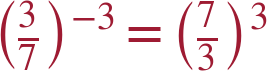 (3/7)⁻³ = (7/3)³